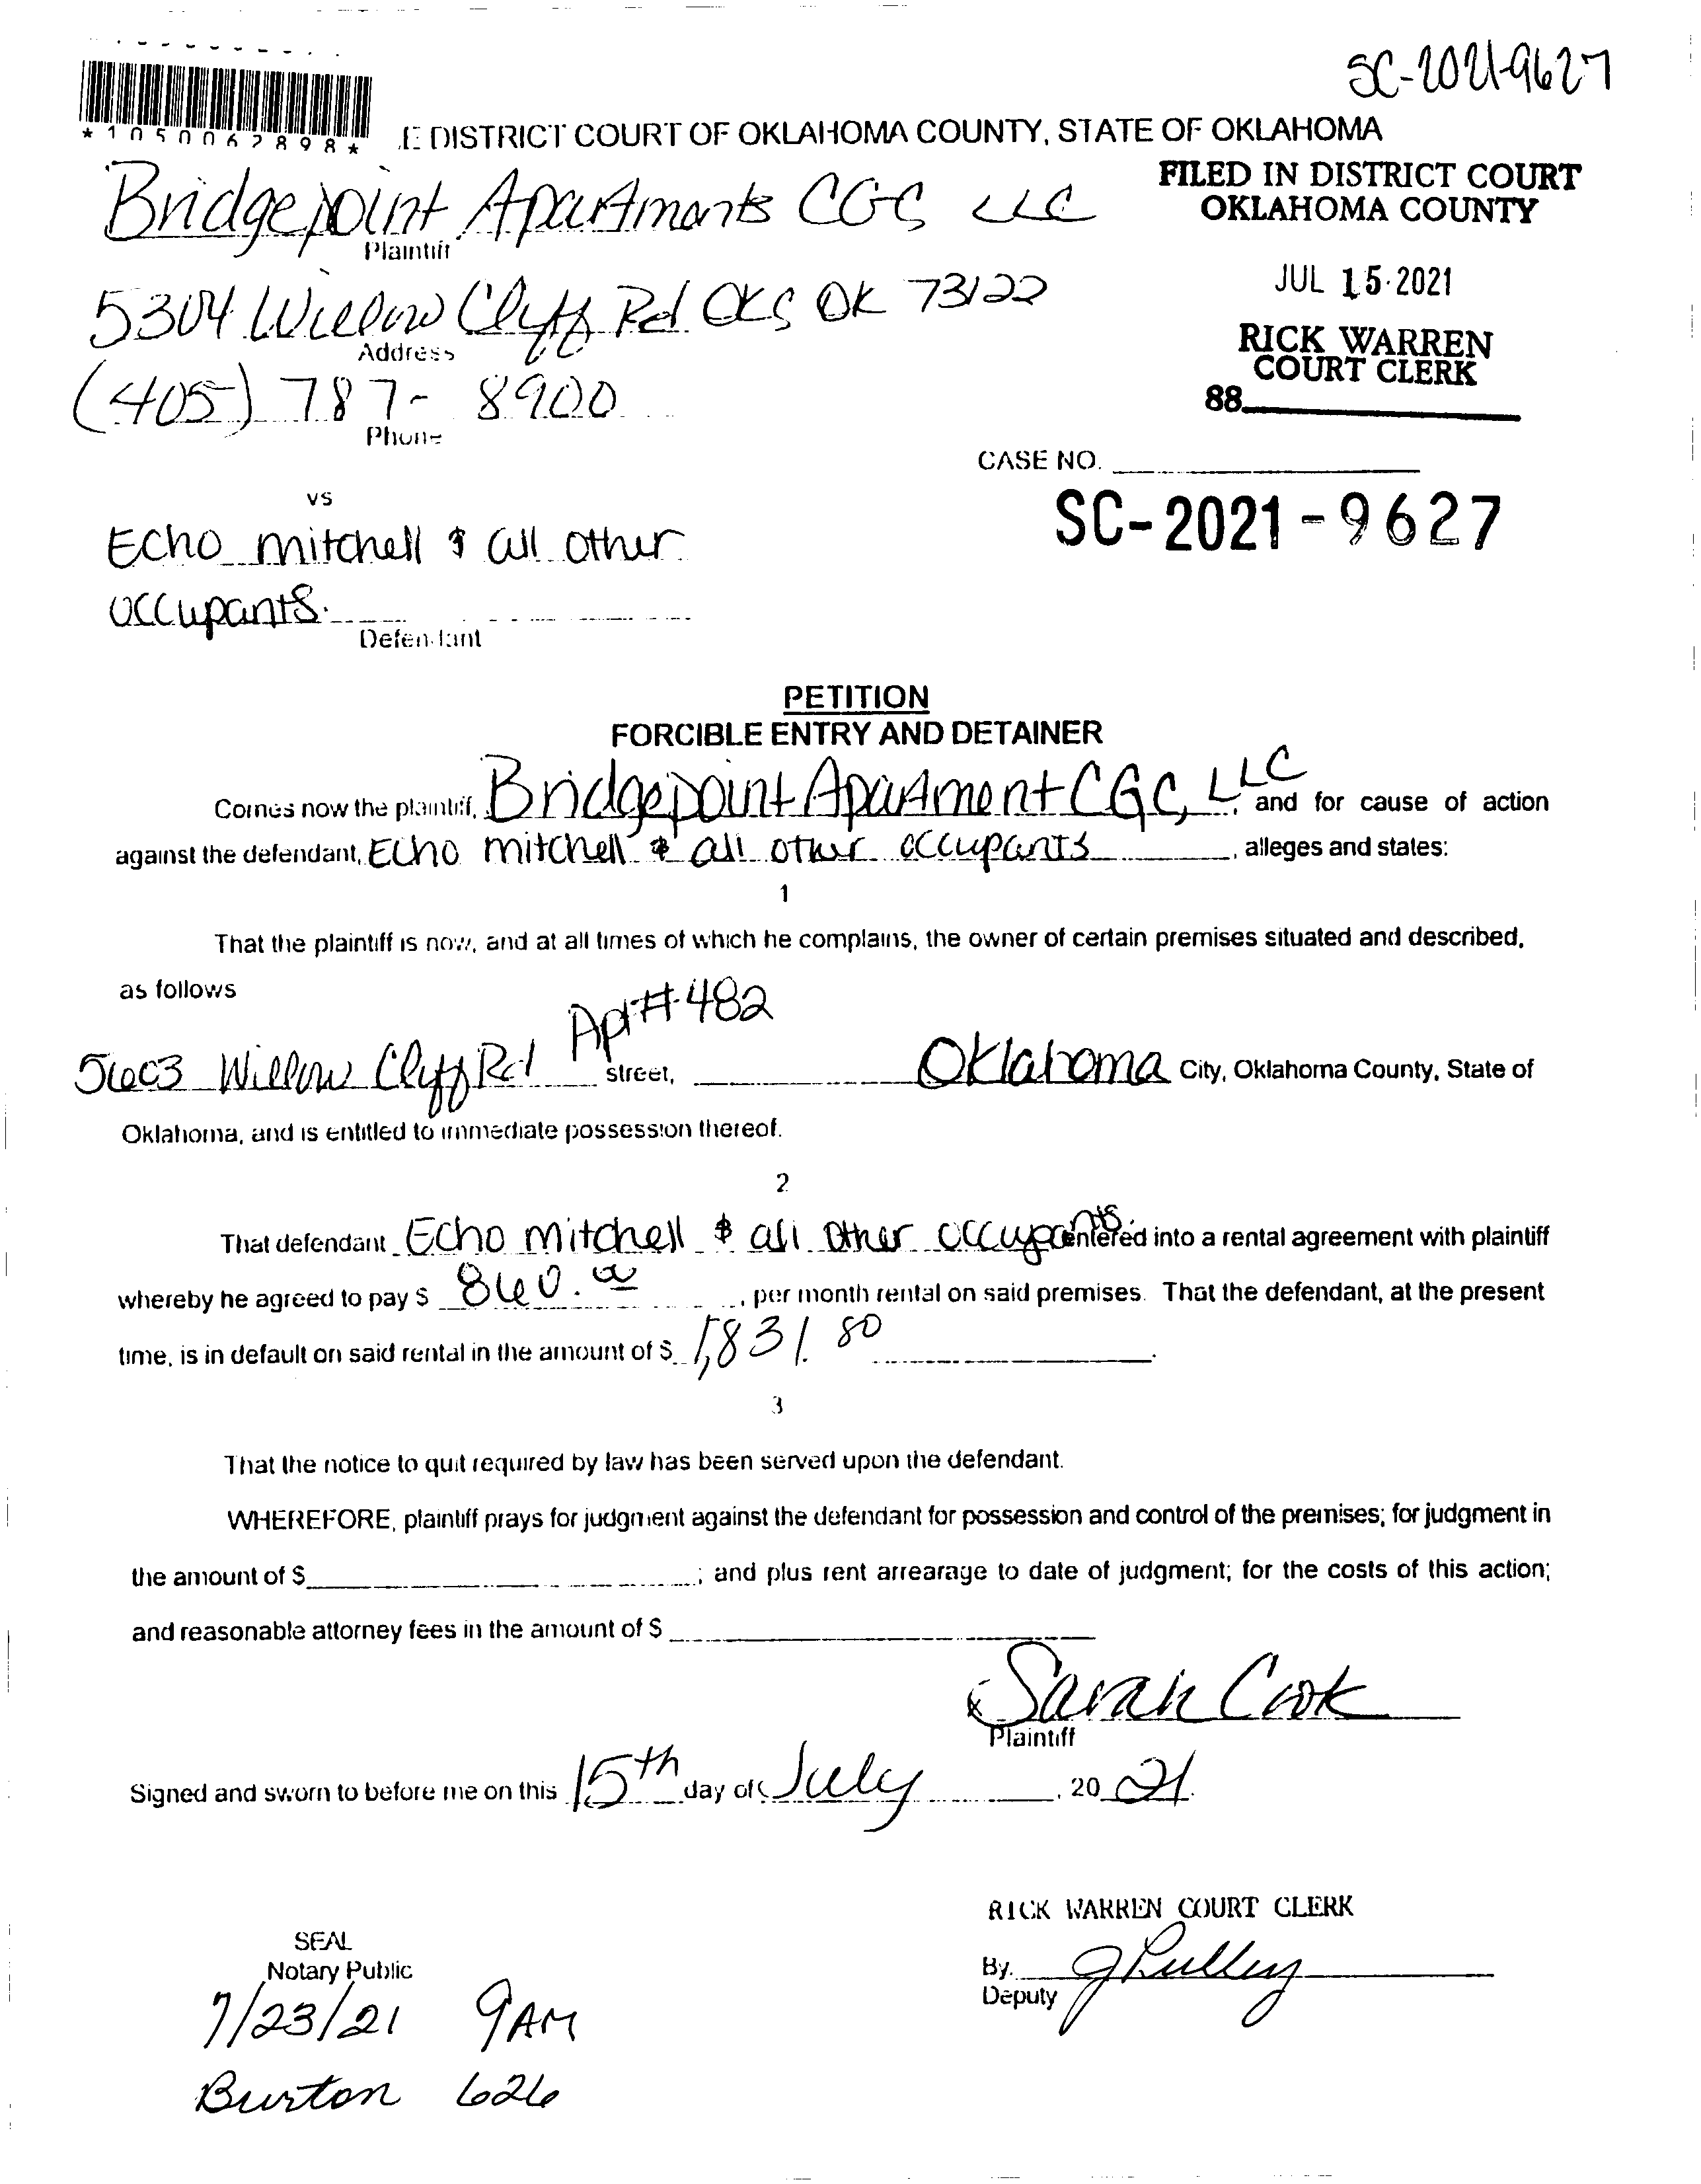 SC-2021-9627
*1050062898*
E DISTRICT COURT OF OKLAHOMA COUNTY, STATE OF OKLAHOMA
Bridgepoint Apartments CGC LLC
Plaintiff
FILED IN DISTRICT COURT
OKLAHOMA COUNTY
5304 Willow Cliff Rd OKC OK 73122
Address
JUL 15 2021
RICK WARREN
COURT CLERK
88
(405) 787-8900
Phone
CASE NO.
SC-2021-9627
vs
Echo mitchell & all other
occupants.
Defendant
PETITION
FORCIBLE ENTRY AND DETAINER
Comes now the plaintiff, Bridgepoint Apartment CGC, LLC, and for cause of action
against the defendant, Echo mitchell & all other occupants, alleges and states:
1
That the plaintiff is now, and at all times of which he complains, the owner of certain premises situated and described,
as follows
5603 Willow Cliff Rd Apt# 482 street, Oklahoma City, Oklahoma County, State of
Oklahoma, and is entitled to immediate possession thereof.
2
That defendant Echo mitchell & all other occupants. entered into a rental agreement with plaintiff
whereby he agreed to pay $ 860.00, per month rental on said premises. That the defendant, at the present
time, is in default on said rental in the amount of $ 1,831.80.
3
That the notice to quit required by law has been served upon the defendant.
WHEREFORE, plaintiff prays for judgment against the defendant for possession and control of the premises; for judgment in
the amount of $ ; and plus rent arrearage to date of judgment; for the costs of this action;
and reasonable attorney fees in the amount of $
x Sarah Cook
Plaintiff
Signed and sworn to before me on this 15th day of July, 20 21.
RICK WARREN COURT CLERK
SEAL
Notary Public
By
Deputy
7/23/21 9AM
Burton 626